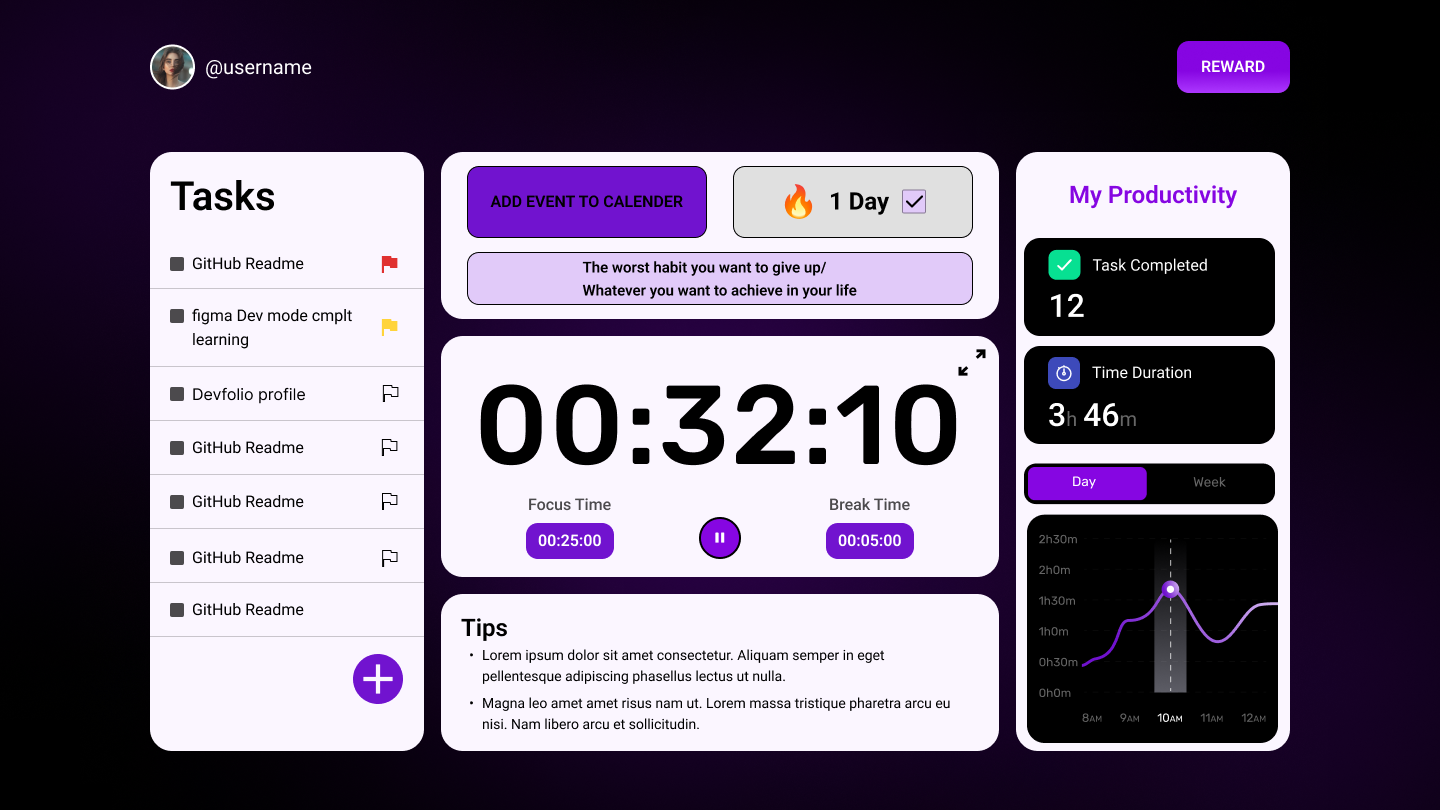 @username
REWARD
Tasks
GitHub Readme
figma Dev mode cmplt
learning
Devfolio profile
GitHub Readme
GitHub Readme
GitHub Readme
GitHub Readme
ADD EVENT TO CALENDER
1 Day
The worst habit you want to give up/
Whatever you want to achieve in your life
00:32:10
Focus Time
00:25:00
Break Time
00:05:00
Tips
• Lorem ipsum dolor sit amet consectetur. Aliquam semper in eget
pellentesque adipiscing phasellus lectus ut nulla.
• Magna leo amet amet risus nam ut. Lorem massa tristique pharetra arcu eu
nisi. Nam libero arcu et sollicitudin.
My Productivity
Task Completed
12
Time Duration
3h 46m
Day
Week
2h30m
2h0m
1h30m
1h0m
0h30m
0h0m
8AM 9AM 10AM 11AM 12AM